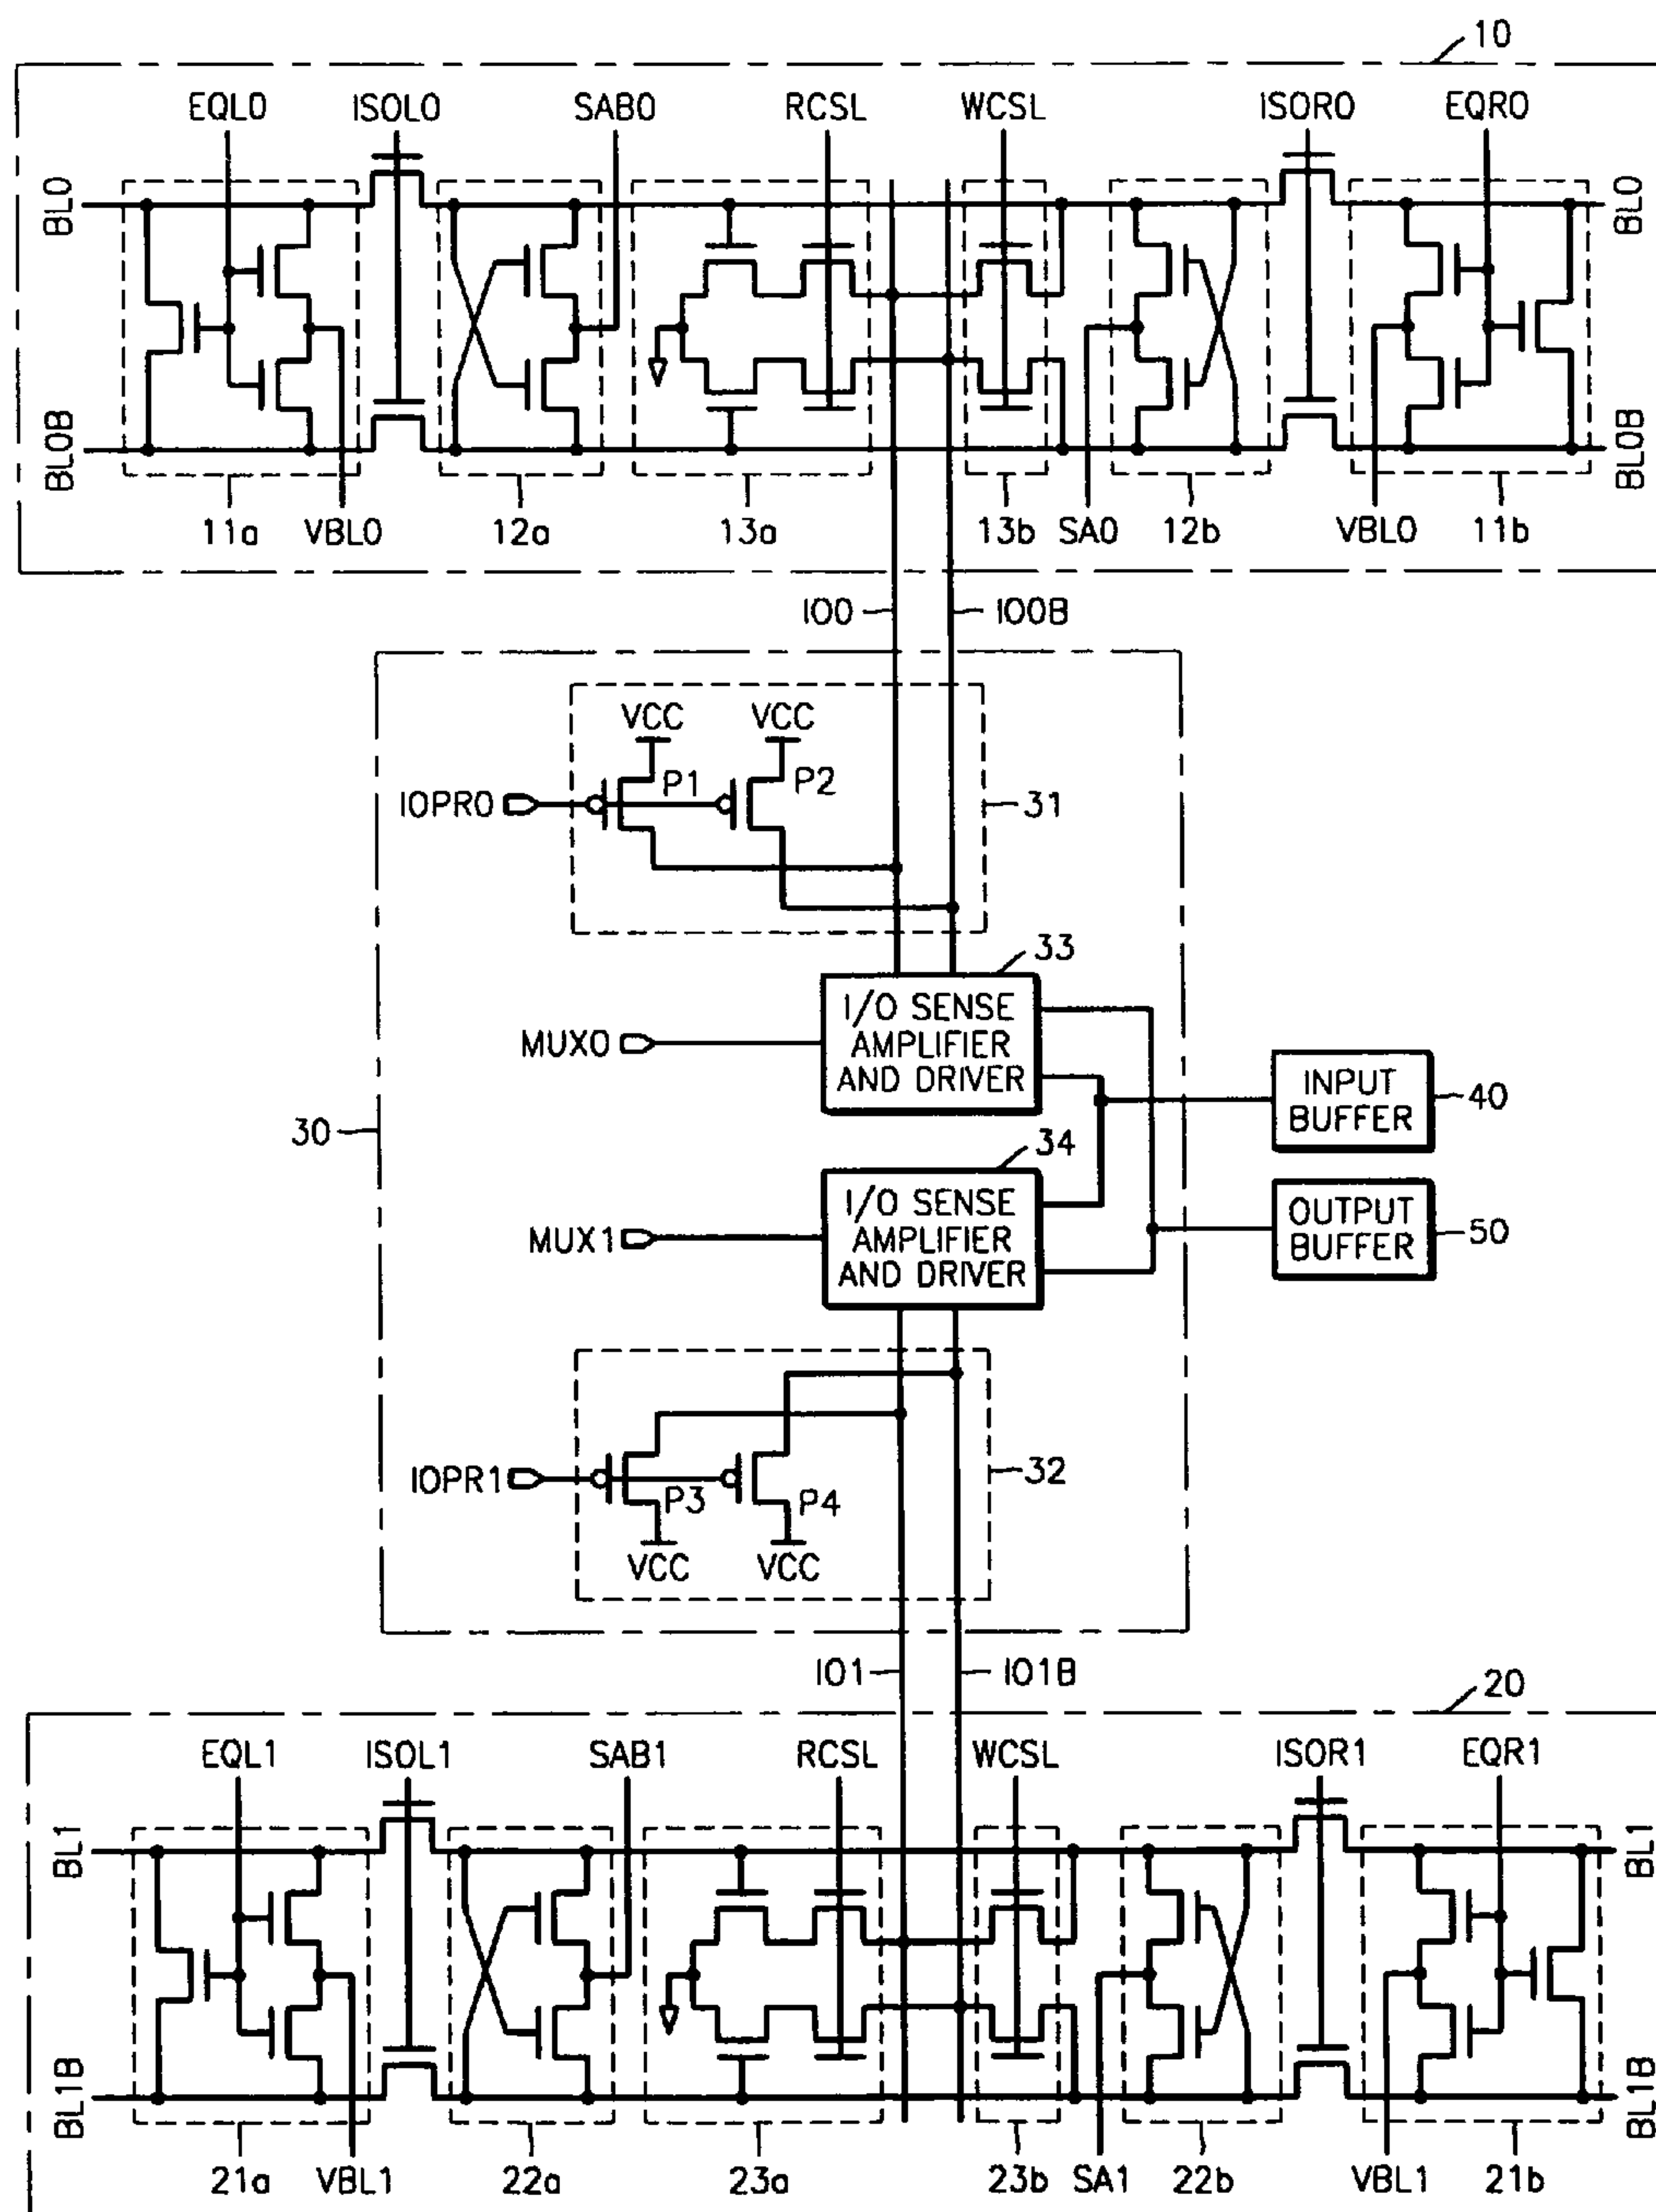 10
EQL0 ISOL0 SAB0 RCSL WCSL ISOR0 EQR0
BL0 BL0
BL0B BL0B
11a VBL0 12a 13a 13b SA0 12b VBL0 11b
IO0 IO0B
VCC VCC
P1 P2
IOPR0 31
33
I/O SENSE
AMPLIFIER
AND DRIVER
MUX0
INPUT
BUFFER
40
30
34
I/O SENSE
AMPLIFIER
AND DRIVER
MUX1
OUTPUT
BUFFER
50
IOPR1 32
P3 P4
VCC VCC
IO1 IO1B
20
EQL1 ISOL1 SAB1 RCSL WCSL ISOR1 EQR1
BL1 BL1
BL1B BL1B
21a VBL1 22a 23a 23b SA1 22b VBL1 21b